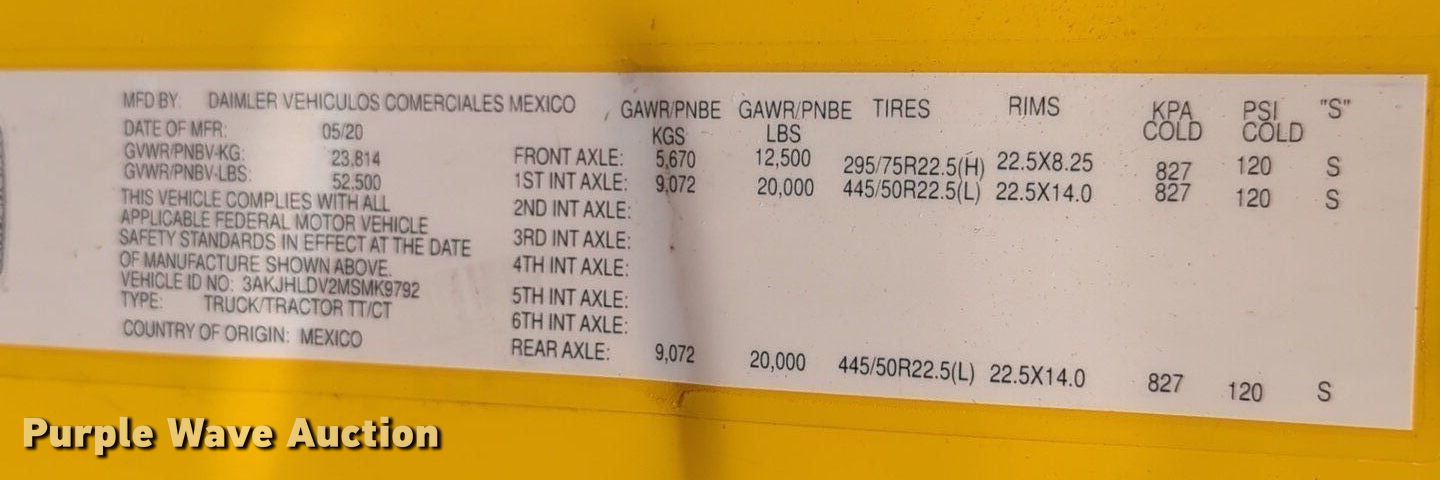 MFD BY: DAIMLER VEHICULOS COMERCIALES MEXICO
DATE OF MFR: 05/20
GVWR/PNBV-KG: 23,814
GVWR/PNBV-LBS: 52,500
THIS VEHICLE COMPLIES WITH ALL
APPLICABLE FEDERAL MOTOR VEHICLE
SAFETY STANDARDS IN EFFECT AT THE DATE
OF MANUFACTURE SHOWN ABOVE.
VEHICLE ID NO: 3AKJHLDV2MSMK9792
TYPE: TRUCK/TRACTOR TT/CT
COUNTRY OF ORIGIN: MEXICO
GAWR/PNBE GAWR/PNBE TIRES RIMS KPA PSI "S"
KGS LBS COLD COLD
FRONT AXLE: 5,670 12,500 295/75R22.5(H) 22.5X8.25 827 120 S
1ST INT AXLE: 9,072 20,000 445/50R22.5(L) 22.5X14.0 827 120 S
2ND INT AXLE:
3RD INT AXLE:
4TH INT AXLE:
5TH INT AXLE:
6TH INT AXLE:
REAR AXLE: 9,072 20,000 445/50R22.5(L) 22.5X14.0 827 120 S
Purple Wave Auction